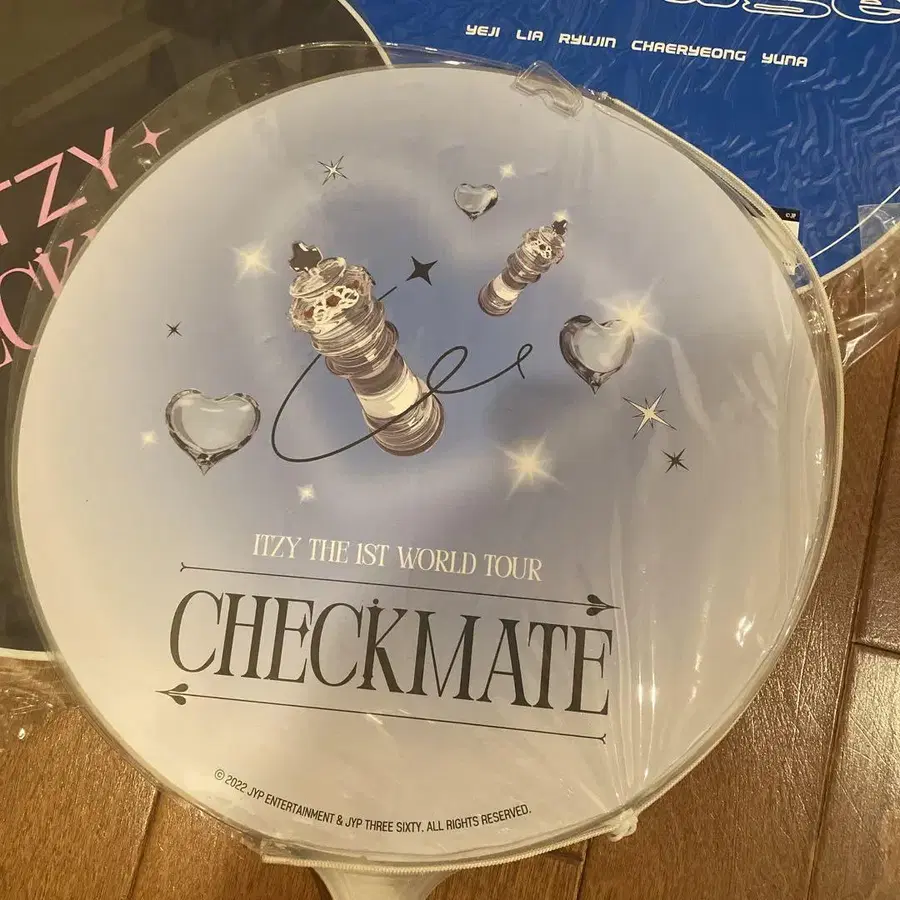 YEJI LIA RYUJIN CHAERYEONG YUNA
ITZY
ITZY THE 1ST WORLD TOUR
CHECKMATE
© 2022 JYP ENTERTAINMENT & JYP THREE SIXTY. ALL RIGHTS RESERVED.